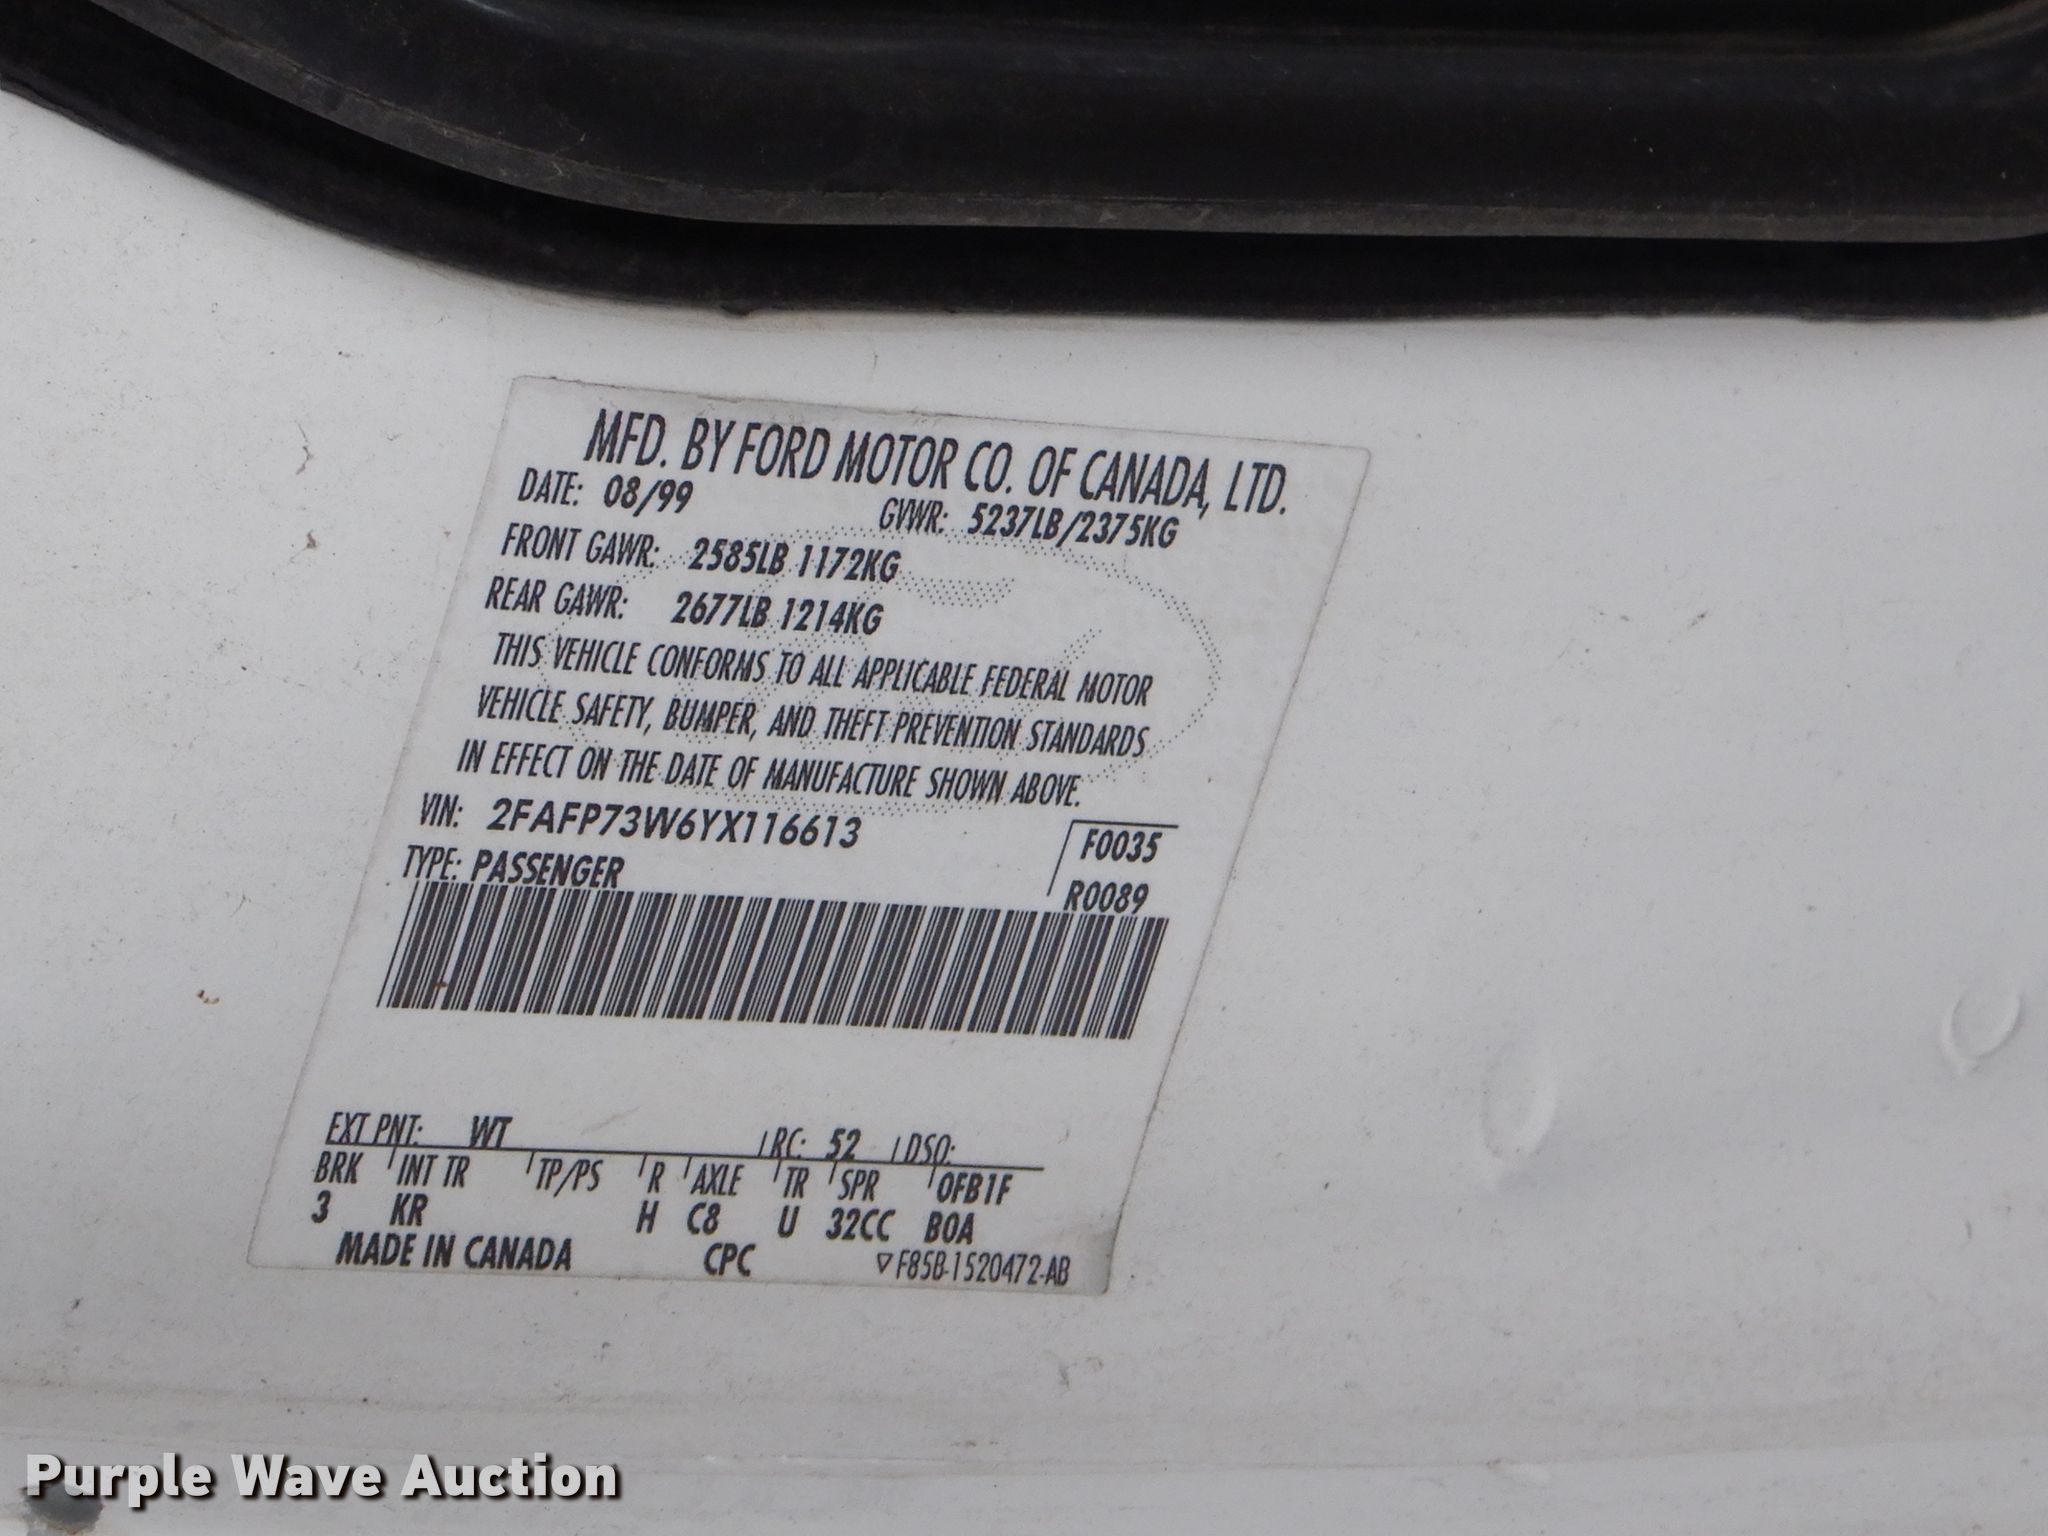 MFD. BY FORD MOTOR CO. OF CANADA, LTD.
DATE: 08/99 GVWR: 5237LB/2375KG
FRONT GAWR: 2585LB 1172KG
REAR GAWR: 2677LB 1214KG
THIS VEHICLE CONFORMS TO ALL APPLICABLE FEDERAL MOTOR
VEHICLE SAFETY, BUMPER, AND THEFT PREVENTION STANDARDS
IN EFFECT ON THE DATE OF MANUFACTURE SHOWN ABOVE.
VIN: 2FAFP73W6YX116613 F0035
TYPE: PASSENGER R0089
EXT PNT: WT RC: 52 DSO:
BRK INT TR TP/PS R AXLE TR SPR OFB1F
3 KR H C8 U 32CC B0A
MADE IN CANADA CPC ▽F85B-1520472-AB
Purple Wave Auction